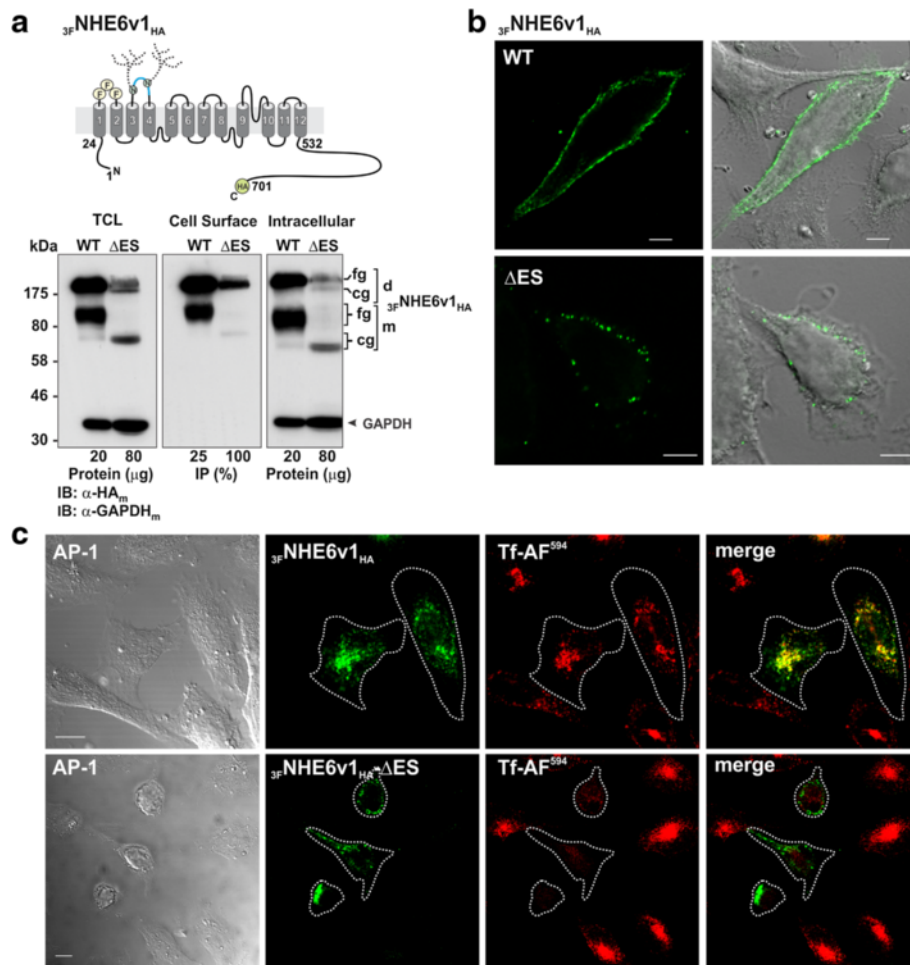 a
3FNHE6v1HA
F F F
N N
1 2 3 4 5 6 7 8 9 10 11 12
24
532
1N
HA 701
C
TCL Cell Surface Intracellular
kDa WT ΔES WT ΔES WT ΔES
175
80
58
46
30
fg
cg
d
fg
cg
m
3FNHE6v1HA
GAPDH
20 80 25 100 20 80
Protein (μg) IP (%) Protein (μg)
IB: α-HAm
IB: α-GAPDHm
b
3FNHE6v1HA
WT
ΔES
c
AP-1 3FNHE6v1HA Tf-AF594 merge
AP-1 3FNHE6v1HA ΔES Tf-AF594 merge